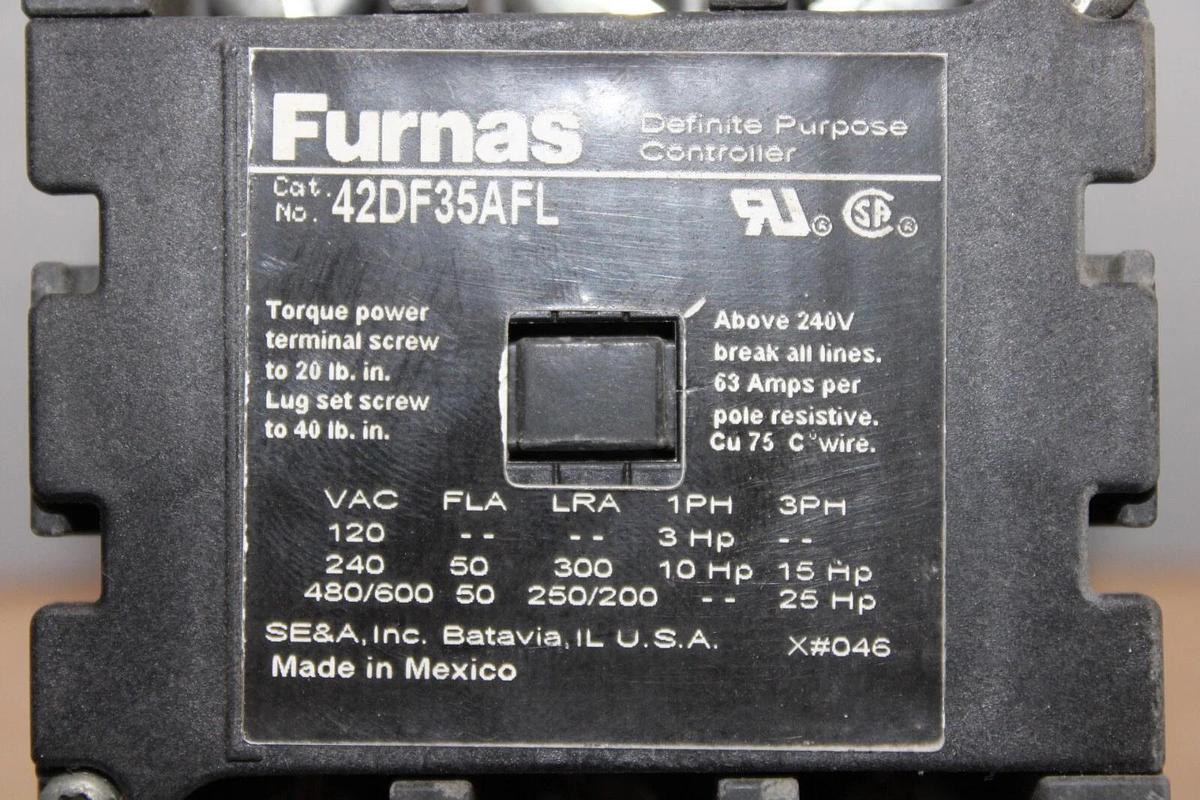 Furnas
Definite Purpose
Controller
Cat.
No. 42DF35AFL
RU® SA®
Torque power
terminal screw
to 20 lb. in.
Lug set screw
to 40 lb. in.
Above 240V
break all lines.
63 Amps per
pole resistive.
Cu 75 C° wire.
VAC FLA LRA 1PH 3PH
120 -- -- 3 Hp --
240 50 300 10 Hp 15 Hp
480/600 50 250/200 -- 25 Hp
SE&A, Inc. Batavia, IL U.S.A. X#046
Made in Mexico